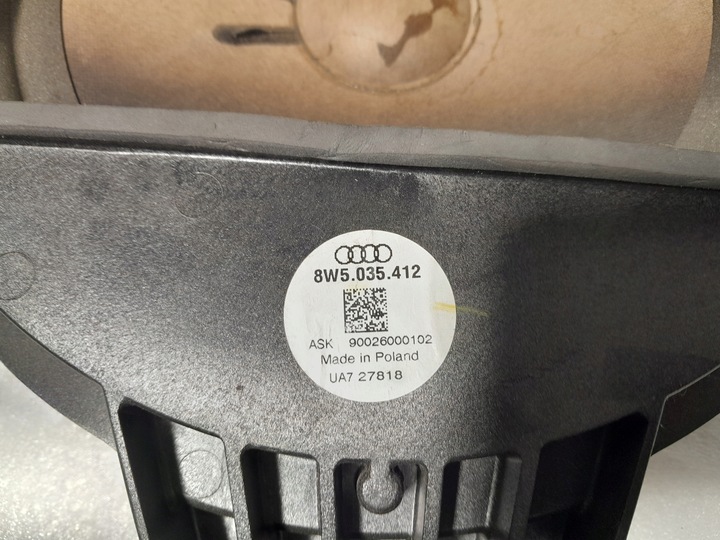 8W5.035.412
ASK 90026000102
Made in Poland
UA7 27818